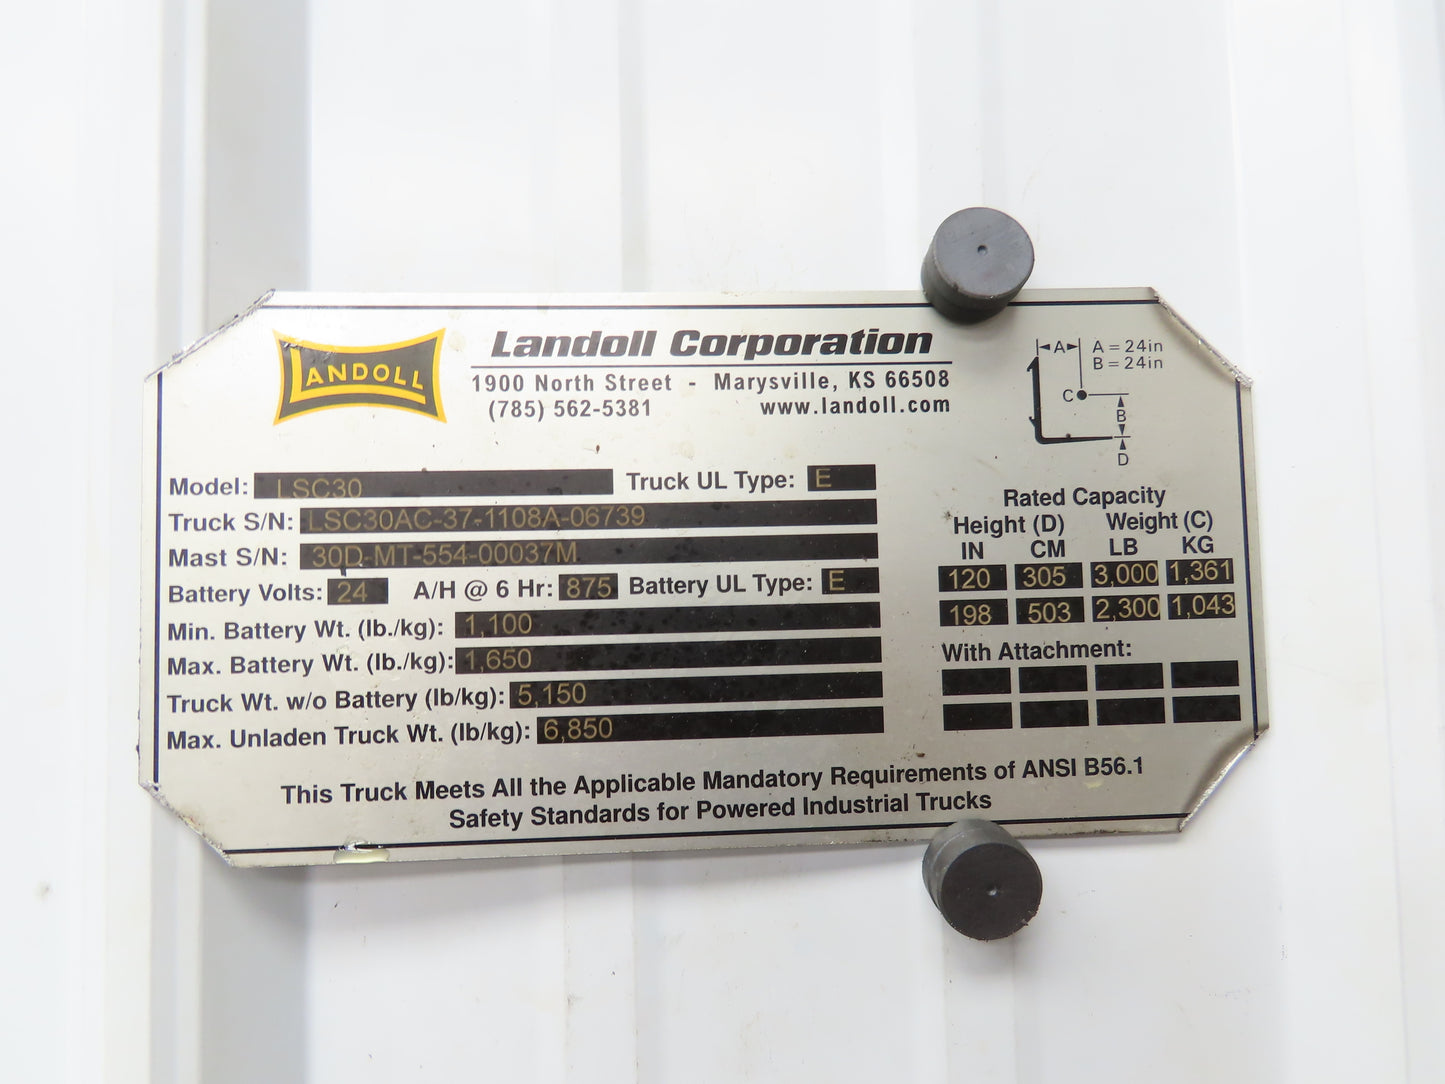 LANDOLL
Landoll Corporation
1900 North Street - Marysville, KS 66508
(785) 562-5381 www.landoll.com
A A = 24in
B = 24in
C
B
D
Model: LSC30 Truck UL Type: E
Truck S/N: LSC30AC-37-1108A-06739
Mast S/N: 30D-MT-554-00037M
Battery Volts: 24 A/H @ 6 Hr: 875 Battery UL Type: E
Min. Battery Wt. (lb./kg): 1,100
Max. Battery Wt. (lb./kg): 1,650
Truck Wt. w/o Battery (lb/kg): 5,150
Max. Unladen Truck Wt. (lb/kg): 6,850
Rated Capacity
Height (D) Weight (C)
IN CM LB KG
120 305 3,000 1,361
198 503 2,300 1,043
With Attachment:
This Truck Meets All the Applicable Mandatory Requirements of ANSI B56.1
Safety Standards for Powered Industrial Trucks